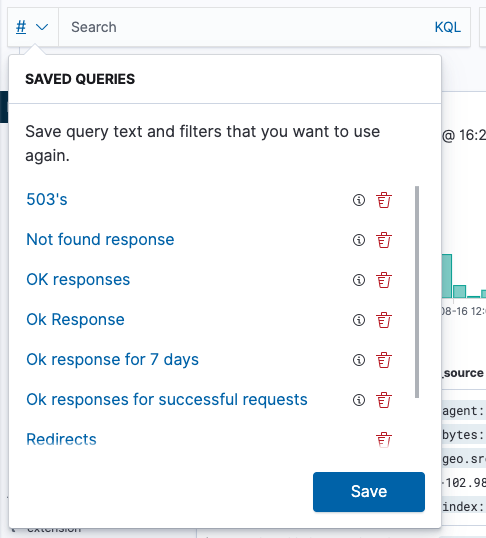 #
Search
KQL
SAVED QUERIES
Save query text and filters that you want to use
again.
503's
Not found response
OK responses
Ok Response
Ok response for 7 days
Ok responses for successful requests
Redirects
Save
@ 16:2
08-16 12:0
_source
agent:
bytes:
geo.src
-102.98
index:
extension